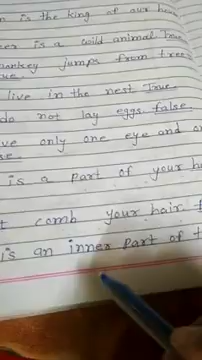 is the king of our
is a wild animal True
monkey jumps from tree
live in the nest True
do not lay eggs. false
only one eye and
is a part of your
comb your hair.
is an inner part of